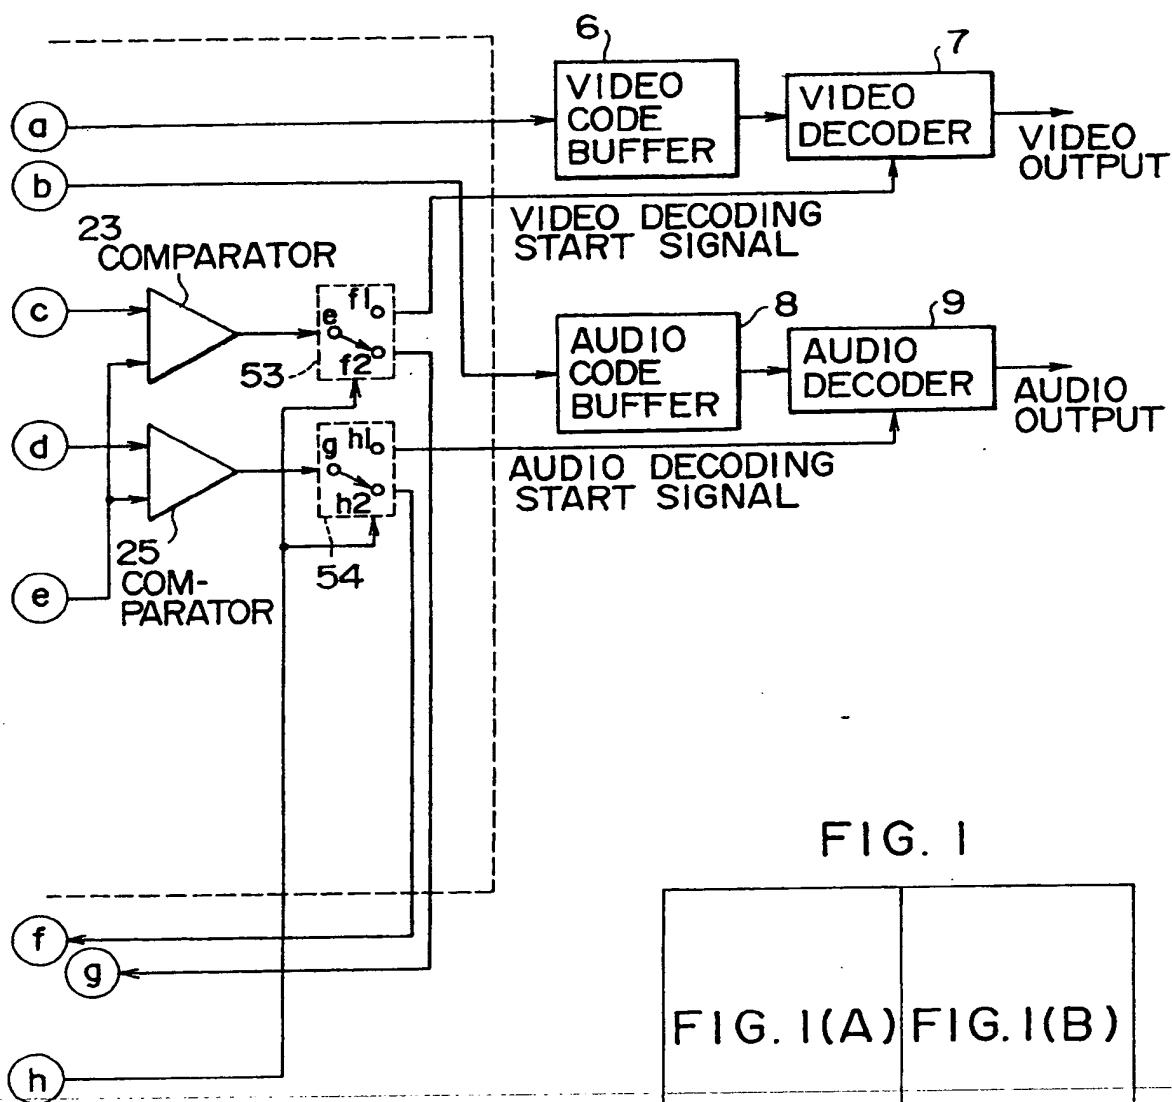 6
7
VIDEO
CODE
BUFFER
VIDEO
DECODER
VIDEO
OUTPUT
a
b
VIDEO DECODING
START SIGNAL
23
COMPARATOR
c
e
f1
f2
53
8
9
AUDIO
CODE
BUFFER
AUDIO
DECODER
AUDIO
OUTPUT
d
g
h1
h2
54
AUDIO DECODING
START SIGNAL
25
COM-
PARATOR
e
FIG. 1
f
g
FIG. 1(A)
FIG. 1(B)
h